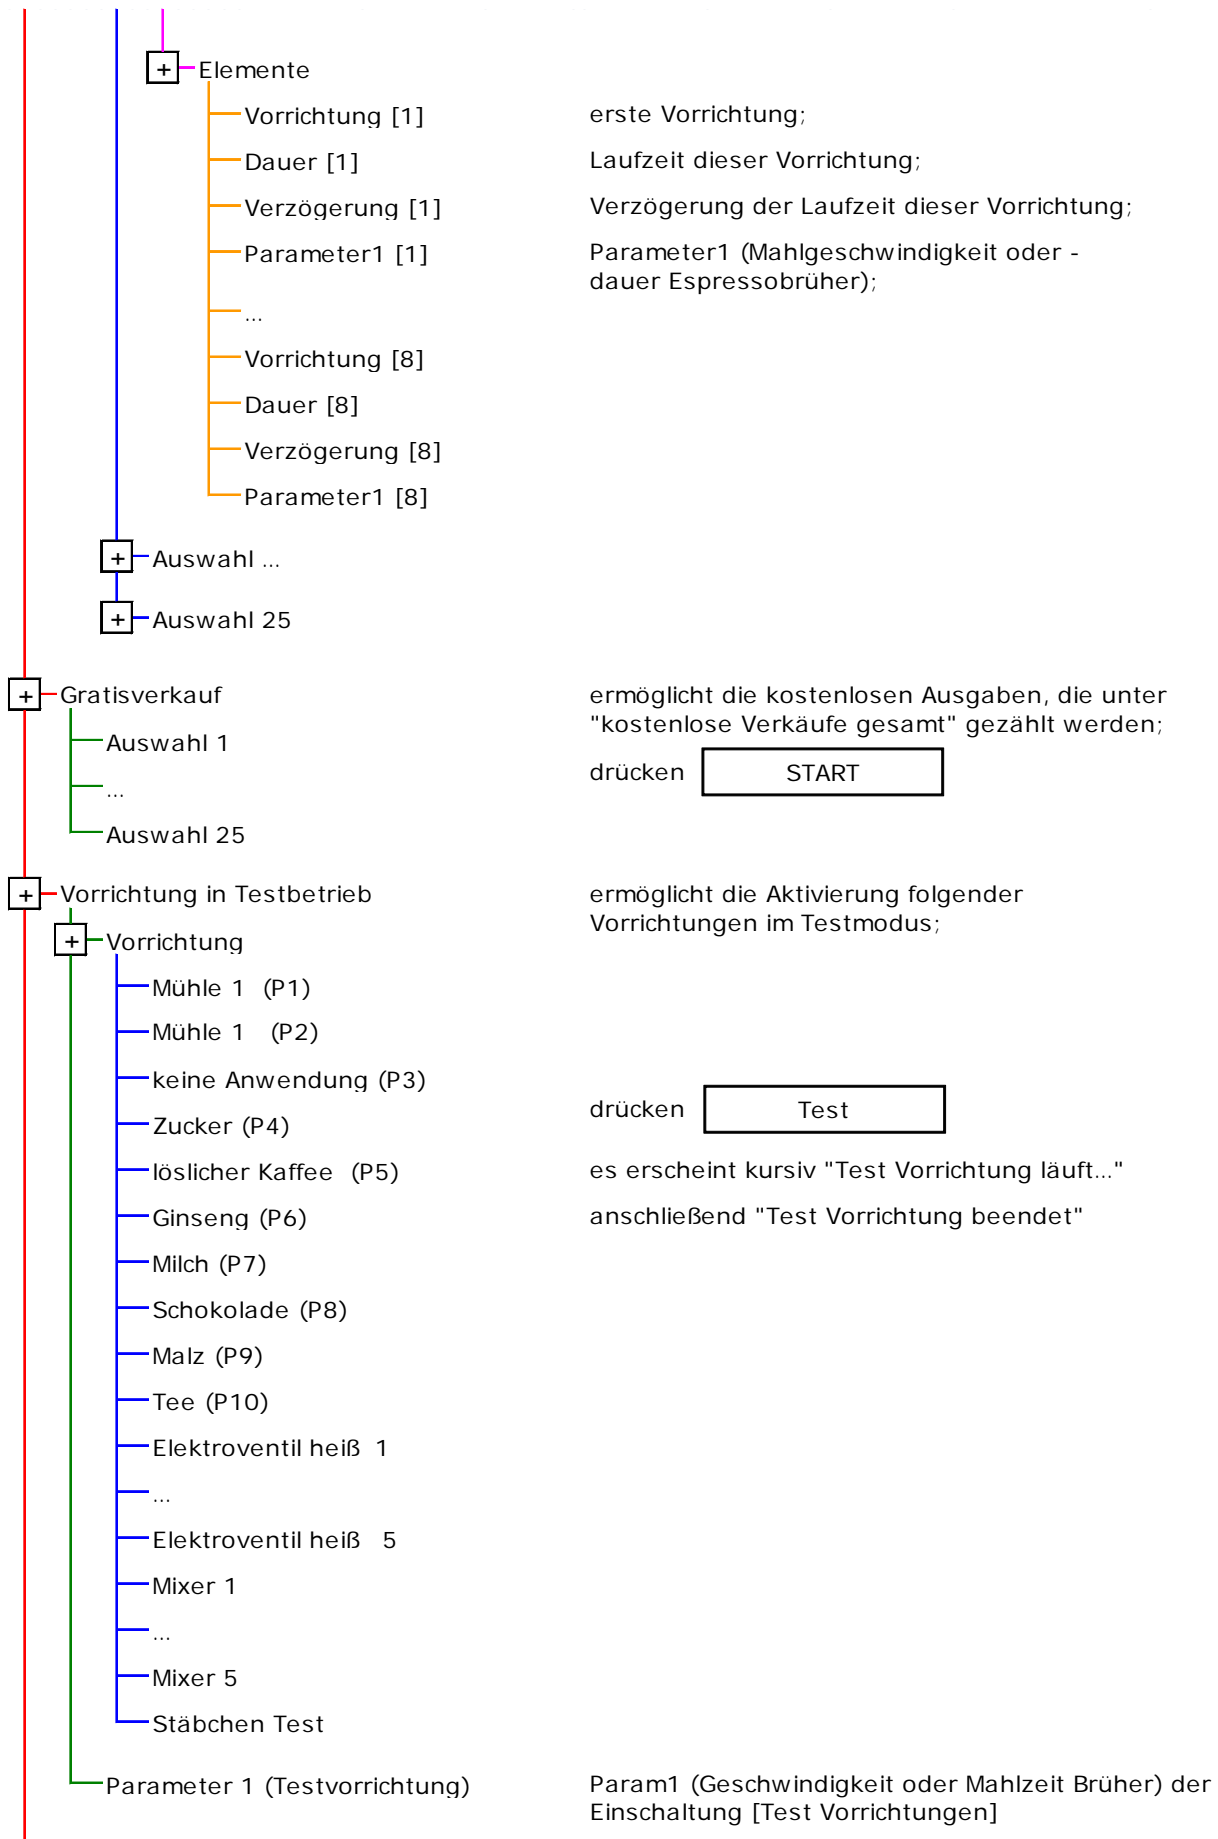 + Elemente
Vorrichtung [1] erste Vorrichtung;
Dauer [1] Laufzeit dieser Vorrichtung;
Verzögerung [1] Verzögerung der Laufzeit dieser Vorrichtung;
Parameter1 [1] Parameter1 (Mahlgeschwindigkeit oder -
dauer Espressobrüher);
...
Vorrichtung [8]
Dauer [8]
Verzögerung [8]
Parameter1 [8]
+ Auswahl ...
+ Auswahl 25
+ Gratisverkauf ermöglicht die kostenlosen Ausgaben, die unter
"kostenlose Verkäufe gesamt" gezählt werden;
Auswahl 1
drücken START
...
Auswahl 25
+ Vorrichtung in Testbetrieb ermöglicht die Aktivierung folgender
Vorrichtungen im Testmodus;
+ Vorrichtung
Mühle 1 (P1)
Mühle 1 (P2)
keine Anwendung (P3)
drücken Test
Zucker (P4)
löslicher Kaffee (P5) es erscheint kursiv "Test Vorrichtung läuft..."
Ginseng (P6) anschließend "Test Vorrichtung beendet"
Milch (P7)
Schokolade (P8)
Malz (P9)
Tee (P10)
Elektroventil heiß 1
...
Elektroventil heiß 5
Mixer 1
...
Mixer 5
Stäbchen Test
Parameter 1 (Testvorrichtung) Param1 (Geschwindigkeit oder Mahlzeit Brüher) der
Einschaltung [Test Vorrichtungen]